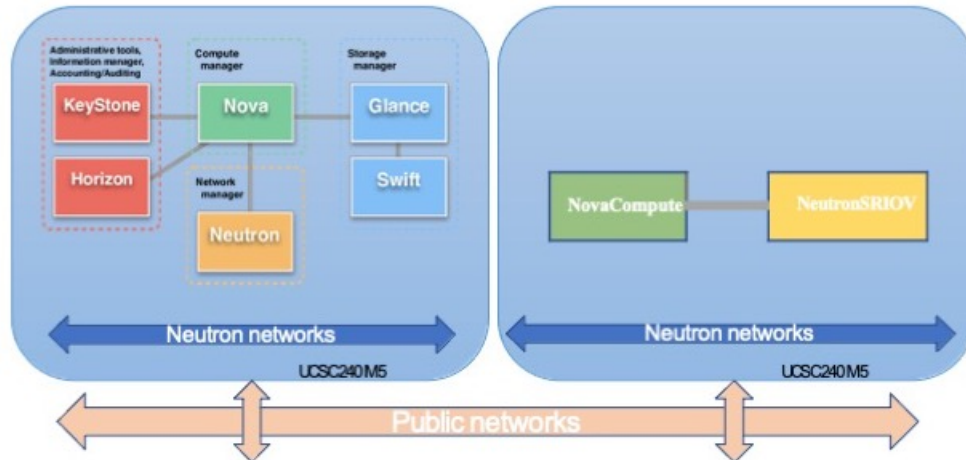 Administrative tools,
Information manager,
Accounting/Auditing
Compute
manager
Storage
manager
KeyStone
Nova
Glance
Horizon
Network
manager
Swift
Neutron
NovaCompute
NeutronSRIOV
Neutron networks
Neutron networks
UCSC240 M5
UCSC240 M5
Public networks